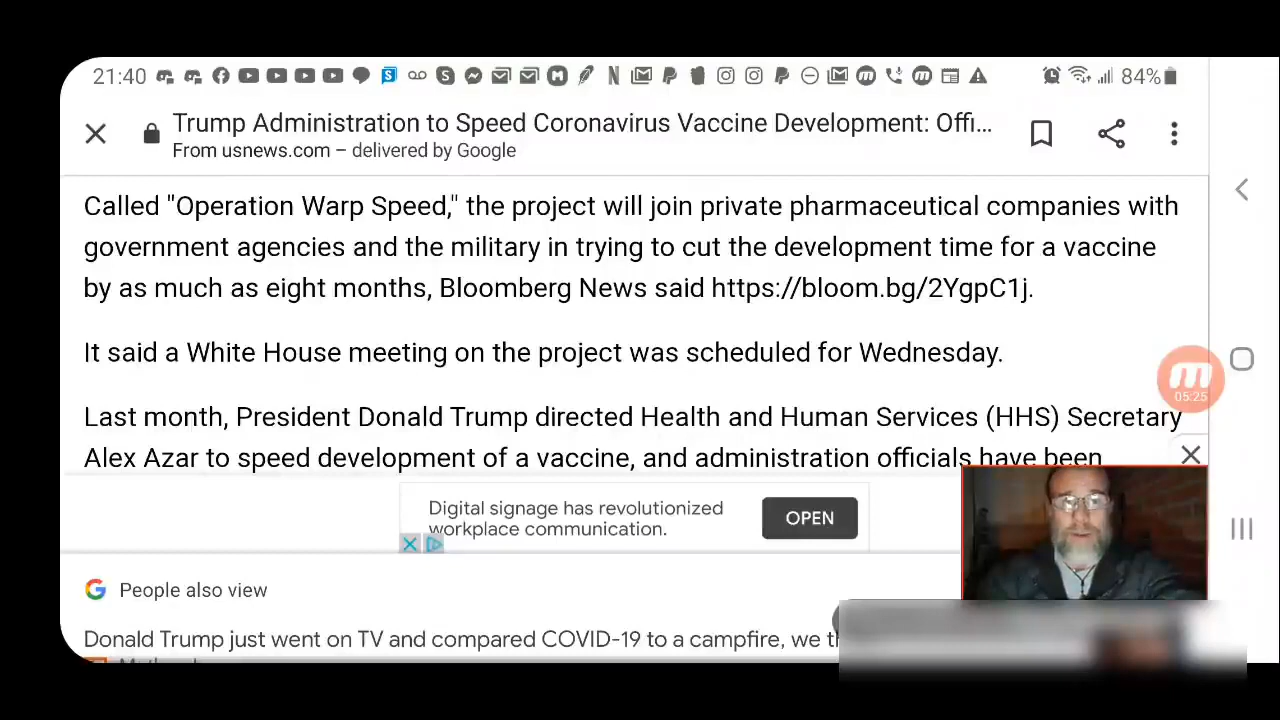 21:40
84%
Trump Administration to Speed Coronavirus Vaccine Development: Offi...
From usnews.com – delivered by Google
Called "Operation Warp Speed," the project will join private pharmaceutical companies with
government agencies and the military in trying to cut the development time for a vaccine
by as much as eight months, Bloomberg News said https://bloom.bg/2YgpC1j.
It said a White House meeting on the project was scheduled for Wednesday.
05:25
Last month, President Donald Trump directed Health and Human Services (HHS) Secretary
Alex Azar to speed development of a vaccine, and administration officials have been
Digital signage has revolutionized
workplace communication.
OPEN
People also view
Donald Trump just went on TV and compared COVID-19 to a campfire, we